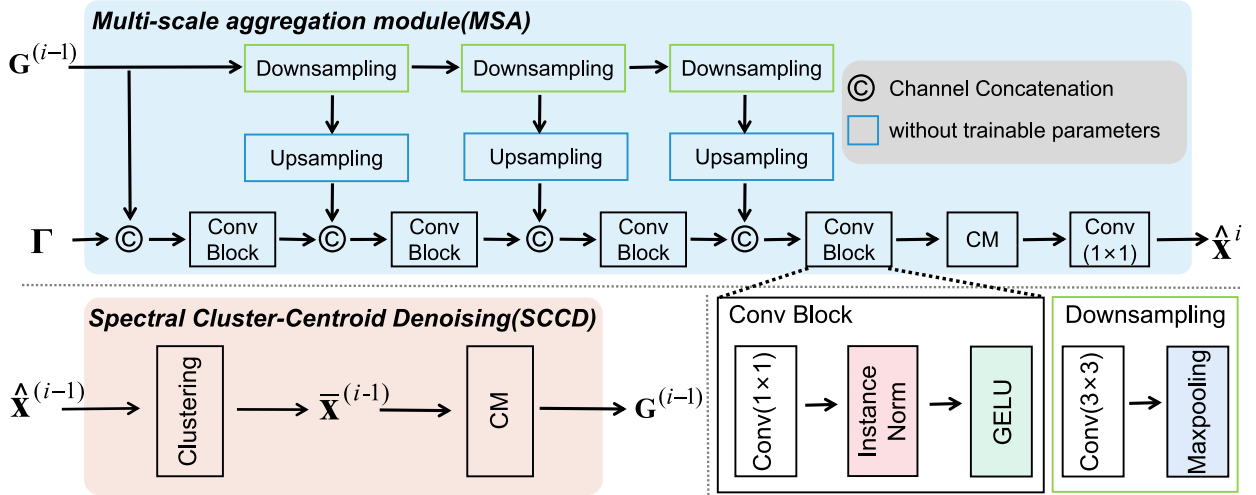 Multi-scale aggregation module(MSA)
G^(i-1)
Downsampling
Downsampling
Downsampling
© Channel Concatenation
without trainable parameters
Upsampling
Upsampling
Upsampling
Γ
©
Conv
Block
©
Conv
Block
©
Conv
Block
©
Conv
Block
CM
Conv
(1×1)
x̂^i
Spectral Cluster-Centroid Denoising(SCCD)
x̂^(i-1)
Clustering
x̄^(i-1)
CM
G^(i-1)
Conv Block
Conv(1×1)
Instance
Norm
GELU
Downsampling
Conv(3×3)
Maxpooling